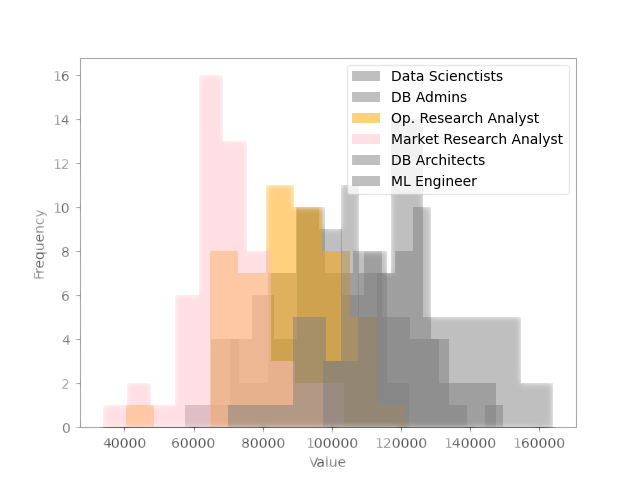 16
14
12
10
8
6
4
2
0
Frequency
40000 60000 80000 100000 120000 140000 160000
Value
Data Scienctists
DB Admins
Op. Research Analyst
Market Research Analyst
DB Architects
ML Engineer